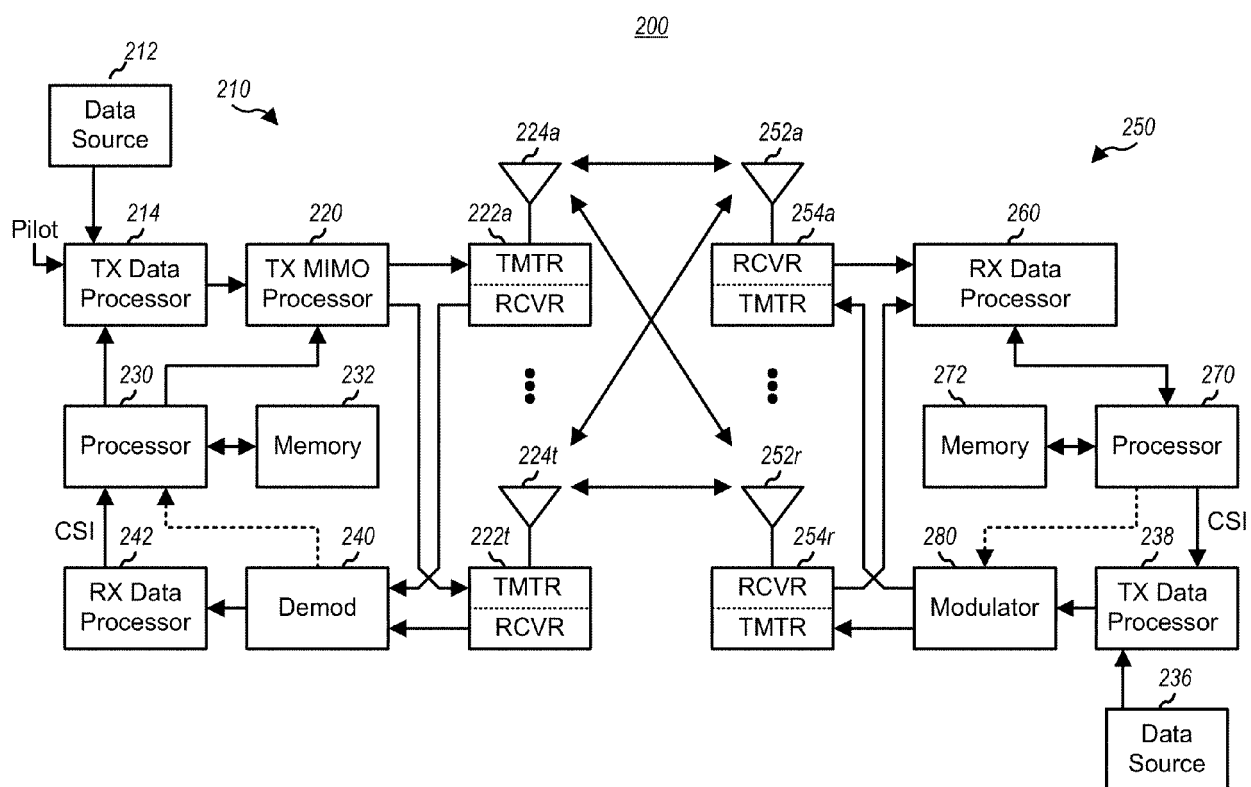 200
212
Data
Source
210
224a
252a
250
Pilot
214
TX Data
Processor
220
TX MIMO
Processor
222a
TMTR
RCVR
254a
RCVR
TMTR
260
RX Data
Processor
230
Processor
232
Memory
272
Memory
270
Processor
224t
252r
CSI
242
RX Data
Processor
240
Demod
222t
TMTR
RCVR
254r
RCVR
TMTR
280
Modulator
CSI
238
TX Data
Processor
236
Data
Source